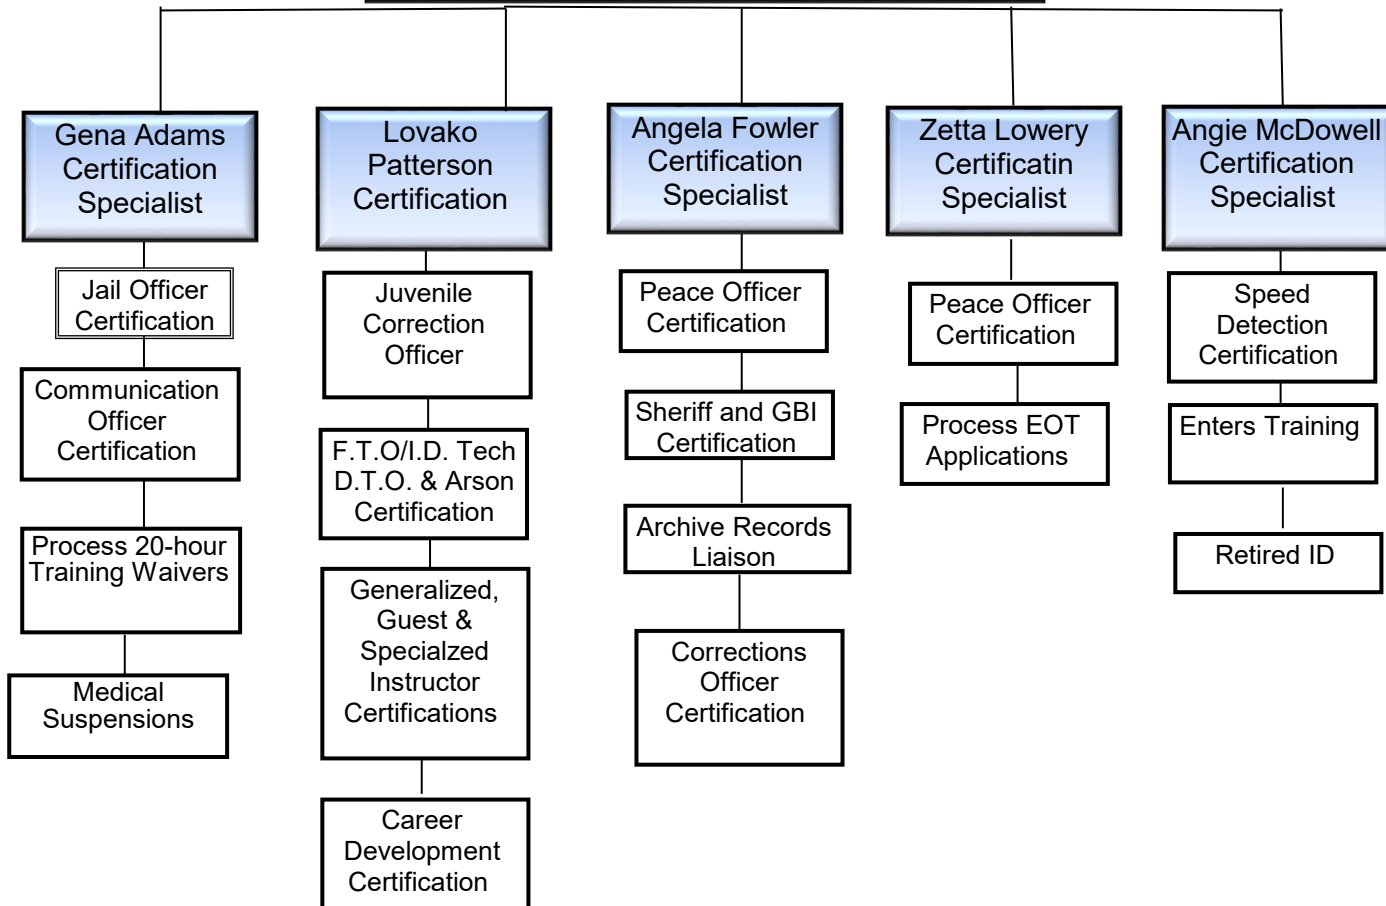 Gena Adams
Certification
Specialist
Jail Officer
Certification
Communication
Officer
Certification
Process 20-hour
Training Waivers
Medical
Suspensions
Lovako
Patterson
Certification
Juvenile
Correction
Officer
F.T.O/I.D. Tech
D.T.O. & Arson
Certification
Generalized,
Guest &
Specialzed
Instructor
Certifications
Career
Development
Certification
Angela Fowler
Certification
Specialist
Peace Officer
Certification
Sheriff and GBI
Certification
Archive Records
Liaison
Corrections
Officer
Certification
Zetta Lowery
Certificatin
Specialist
Peace Officer
Certification
Process EOT
Applications
Angie McDowell
Certification
Specialist
Speed
Detection
Certification
Enters Training
Retired ID